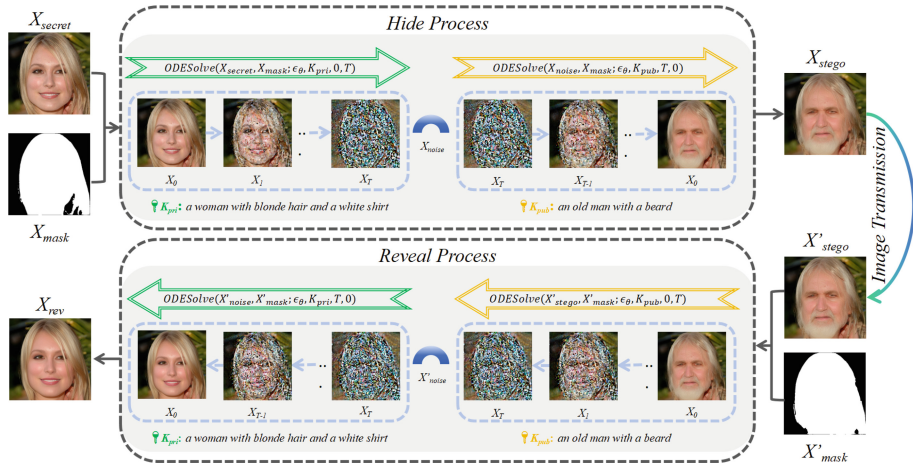 X_secret
X_mask
Hide Process
ODESolve(X_secret, X_mask; ϵ_θ, K_pri, 0, T)
ODESolve(X_noise, X_mask; ϵ_θ, K_pub, T, 0)
X_0
X_1
X_T
X_noise
X_T
X_T-1
X_0
K_pri: a woman with blonde hair and a white shirt
K_pub: an old man with a beard
X_stego
Image Transmission
X'_stego
X'_mask
Reveal Process
ODESolve(X'_noise, X'_mask; ϵ_θ, K_pri, T, 0)
ODESolve(X'_stego, X'_mask; ϵ_θ, K_pub, 0, T)
X_0
X_T-1
X_T
X'_noise
X_T
X_1
X_0
K_pri: a woman with blonde hair and a white shirt
K_pub: an old man with a beard
X_rev